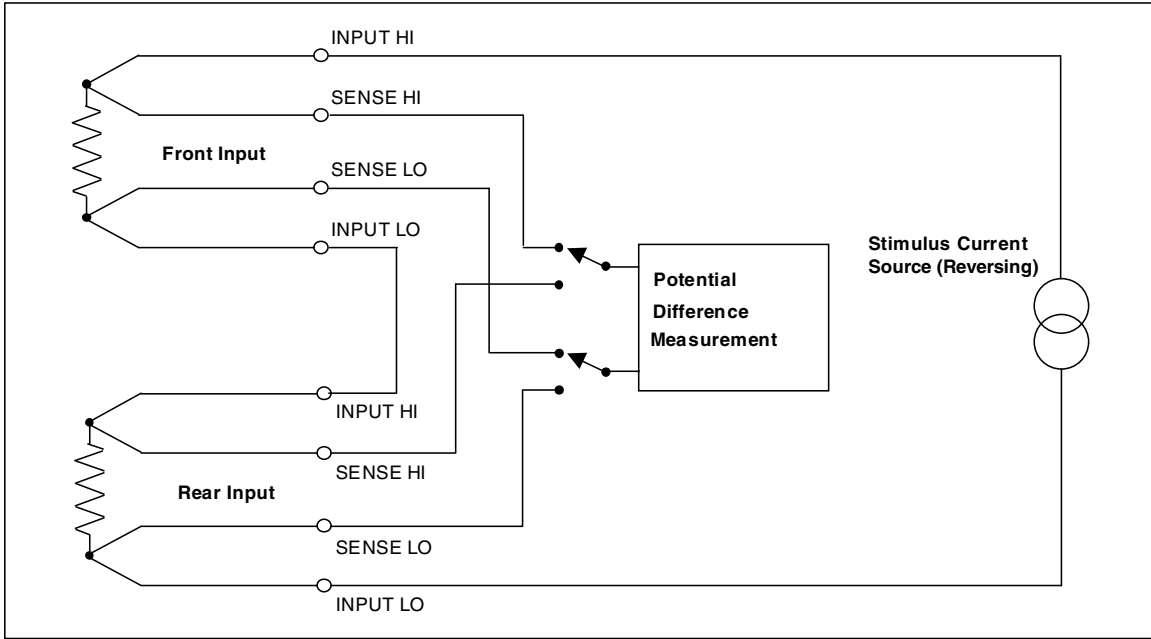 INPUT HI
SENSE HI
Front Input
SENSE LO
INPUT LO
Stimulus Current
Source (Reversing)
Potential
Difference
Measurement
INPUT HI
SENSE HI
Rear Input
SENSE LO
INPUT LO